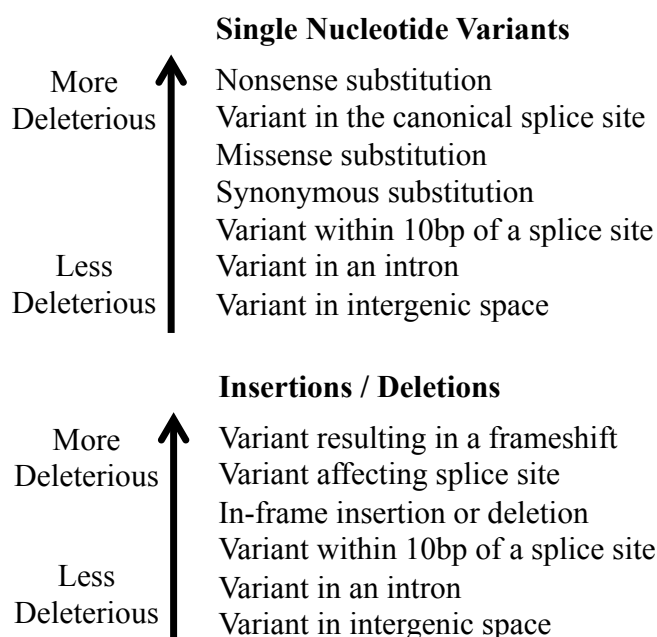 Single Nucleotide Variants
More
Deleterious
Nonsense substitution
Variant in the canonical splice site
Missense substitution
Synonymous substitution
Variant within 10bp of a splice site
Less
Deleterious
Variant in an intron
Variant in intergenic space
Insertions / Deletions
More
Deleterious
Variant resulting in a frameshift
Variant affecting splice site
In-frame insertion or deletion
Variant within 10bp of a splice site
Less
Deleterious
Variant in an intron
Variant in intergenic space